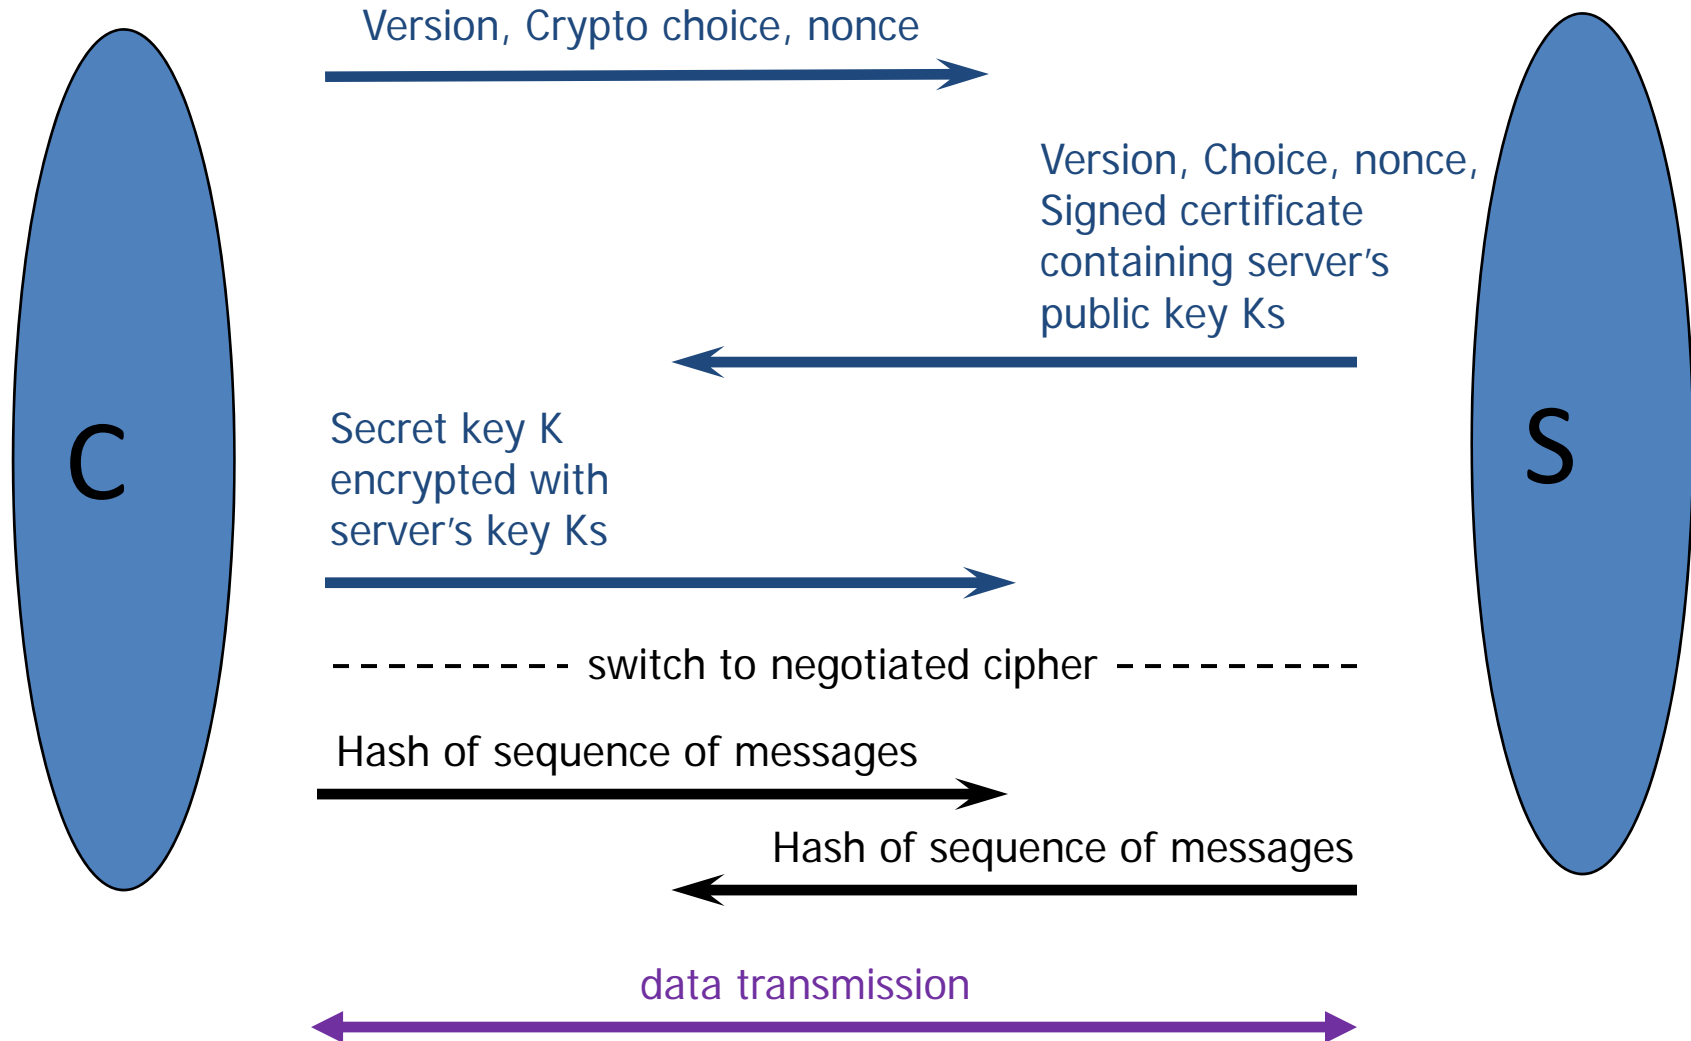 Version, Crypto choice, nonce
Version, Choice, nonce,
Signed certificate
containing server’s
public key Ks
C
S
Secret key K
encrypted with
server’s key Ks
switch to negotiated cipher
Hash of sequence of messages
Hash of sequence of messages
data transmission